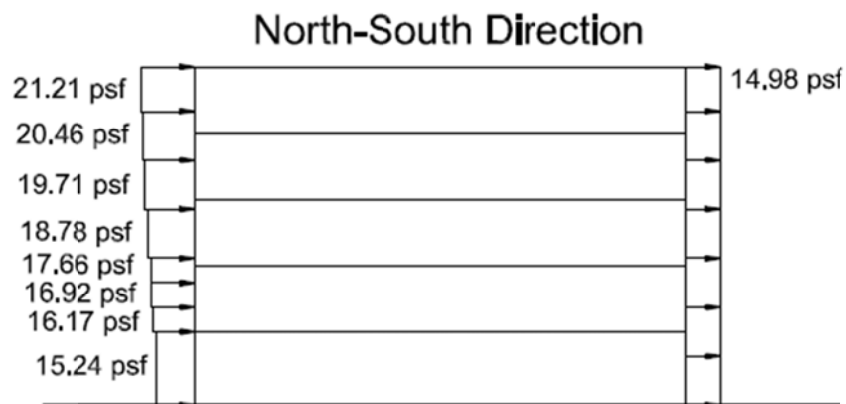 North-South Direction
21.21 psf
14.98 psf
20.46 psf
19.71 psf
18.78 psf
17.66 psf
16.92 psf
16.17 psf
15.24 psf